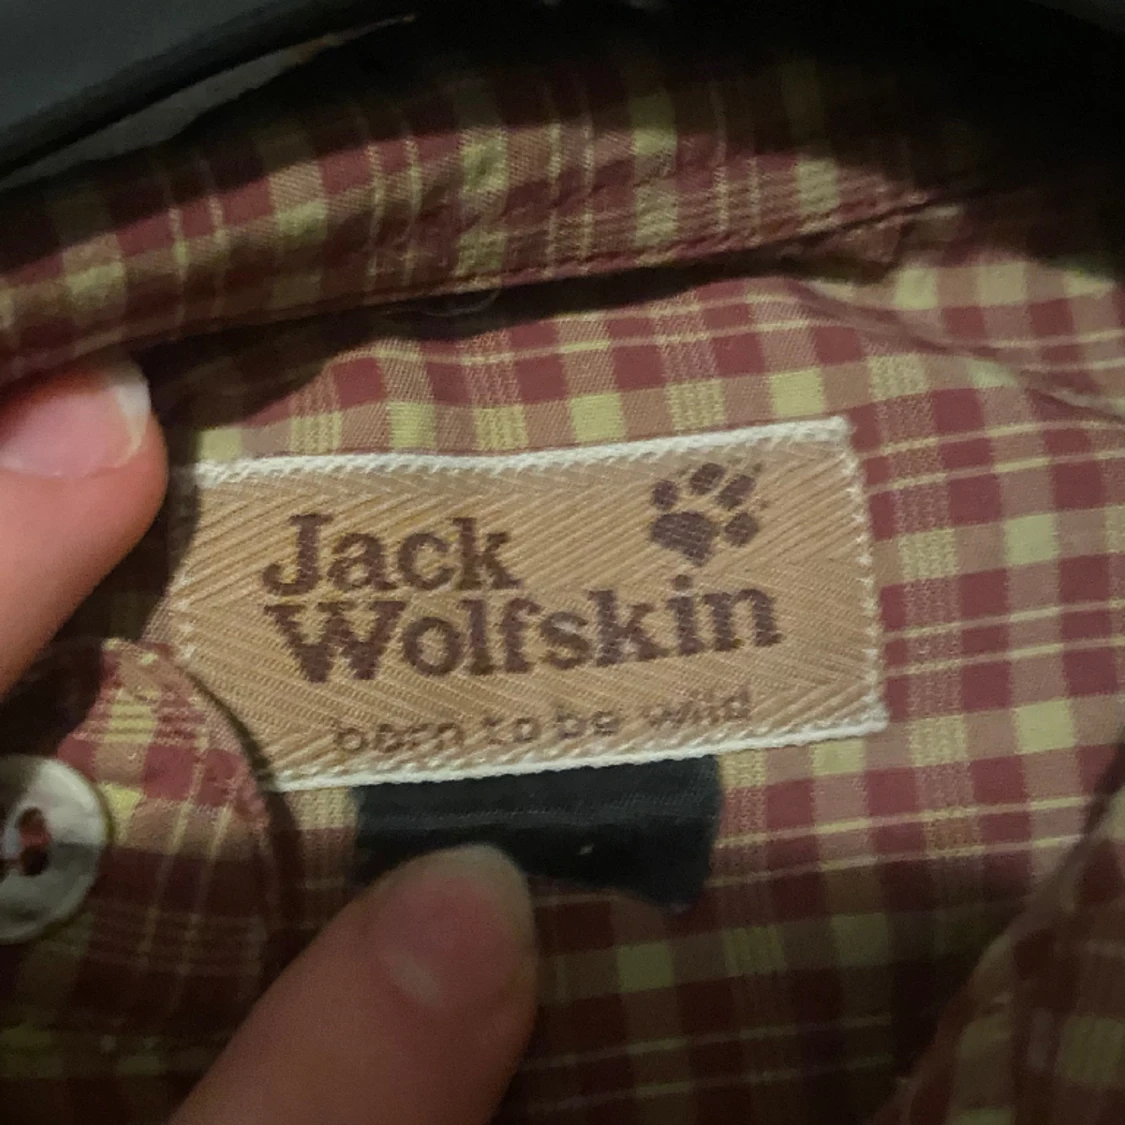 Jack
Wolfskin
born to be wild